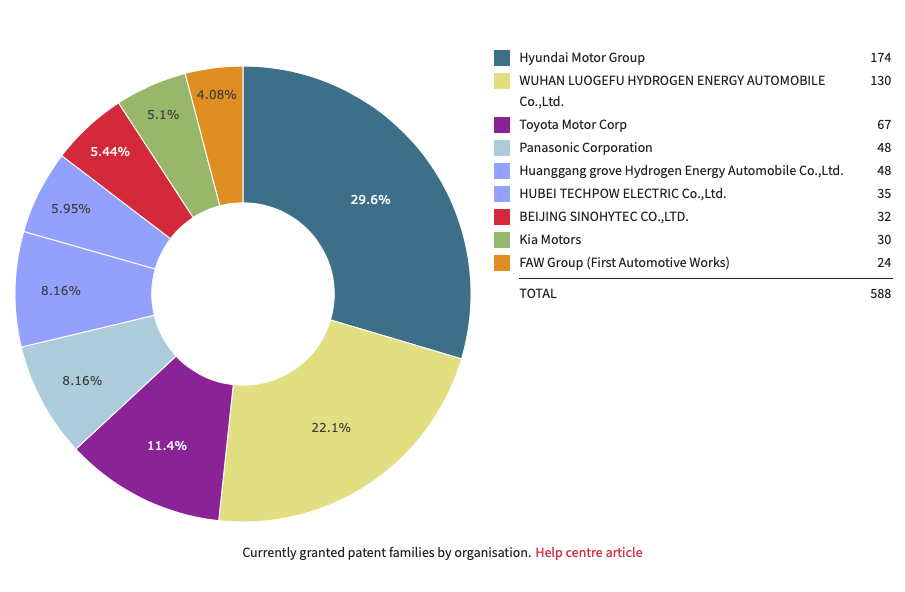 4.08%
5.1%
5.44%
29.6%
5.95%
8.16%
8.16%
22.1%
11.4%
Hyundai Motor Group 174
WUHAN LUOGEFU HYDROGEN ENERGY AUTOMOBILE 130
Co.,Ltd.
Toyota Motor Corp 67
Panasonic Corporation 48
Huanggang grove Hydrogen Energy Automobile Co.,Ltd. 48
HUBEI TECHPOW ELECTRIC Co.,Ltd. 35
BEIJING SINOHYTEC CO.,LTD. 32
Kia Motors 30
FAW Group (First Automotive Works) 24
TOTAL 588
Currently granted patent families by organisation. Help centre article